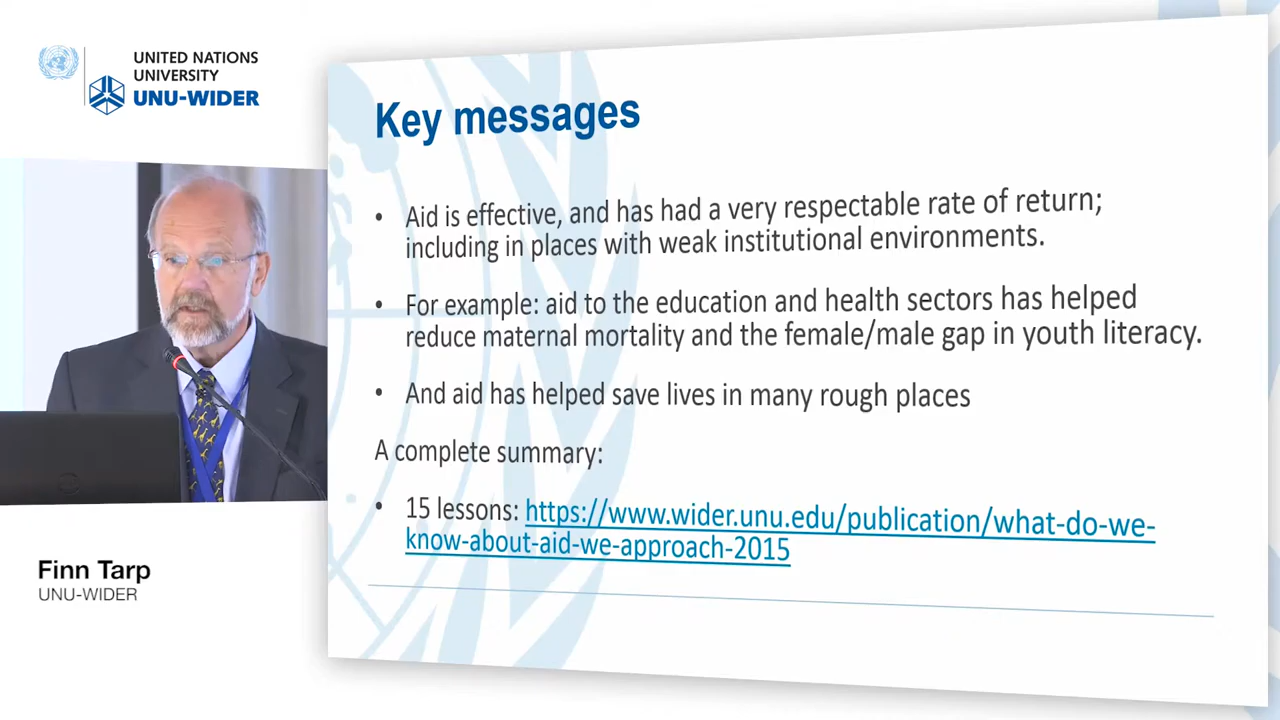 UNITED NATIONS
UNIVERSITY
UNU-WIDER
Key messages
• Aid is effective, and has had a very respectable rate of return;
including in places with weak institutional environments.
• For example: aid to the education and health sectors has helped
reduce maternal mortality and the female/male gap in youth literacy.
• And aid has helped save lives in many rough places
A complete summary:
• 15 lessons: https://www.wider.unu.edu/publication/what-do-we-
know-about-aid-we-approach-2015
Finn Tarp
UNU-WIDER